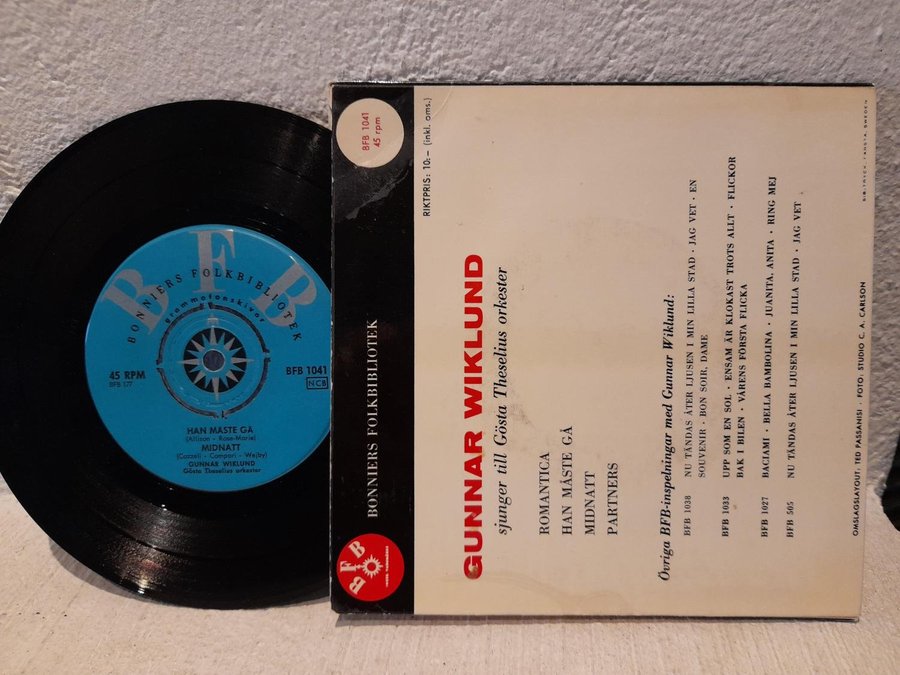 BFB
BONNIERS FOLKBIBLIOTEK
Grammofonskivor
45 RPM
BFB 177
BFB 1041
NCB
HAN MÅSTE GÅ
(Allison - Rose-Marie)
MIDNATT
(Cazzeli - Campari - Wejby)
GUNNAR WIKLUND
Gösta Theselius orkester
BFB 1041
45 rpm
BONNIERS FOLKBIBLIOTEK
BFB
RIKTPRIS: 10:- (inkl. oms.)
GUNNAR WIKLUND
sjunger till Gösta Theselius orkester
ROMANTICA
HAN MÅSTE GÅ
MIDNATT
PARTNERS
Övriga BFB-inspelningar med Gunnar Wiklund:
BFB 1038 NU TÄNDAS ÅTER LJUSEN I MIN LILLA STAD · JAG VET · EN
SOUVENIR · BON SOIR, DAME
BFB 1033 UPP SOM EN SOL · ENSAM ÄR KLOKAST TROTS ALLT · FLICKOR
BAK I BILEN · VÅRENS FÖRSTA FLICKA
BFB 1027 BACIAMI · BELLA BAMBOLINA · JUANITA, ANITA · RING MEJ
BFB 505 NU TÄNDAS ÅTER LJUSEN I MIN LILLA STAD · JAG VET
OMSLAGSLAYOUT, TED PASSANISI · FOTO, STUDIO C. A. CARLSON